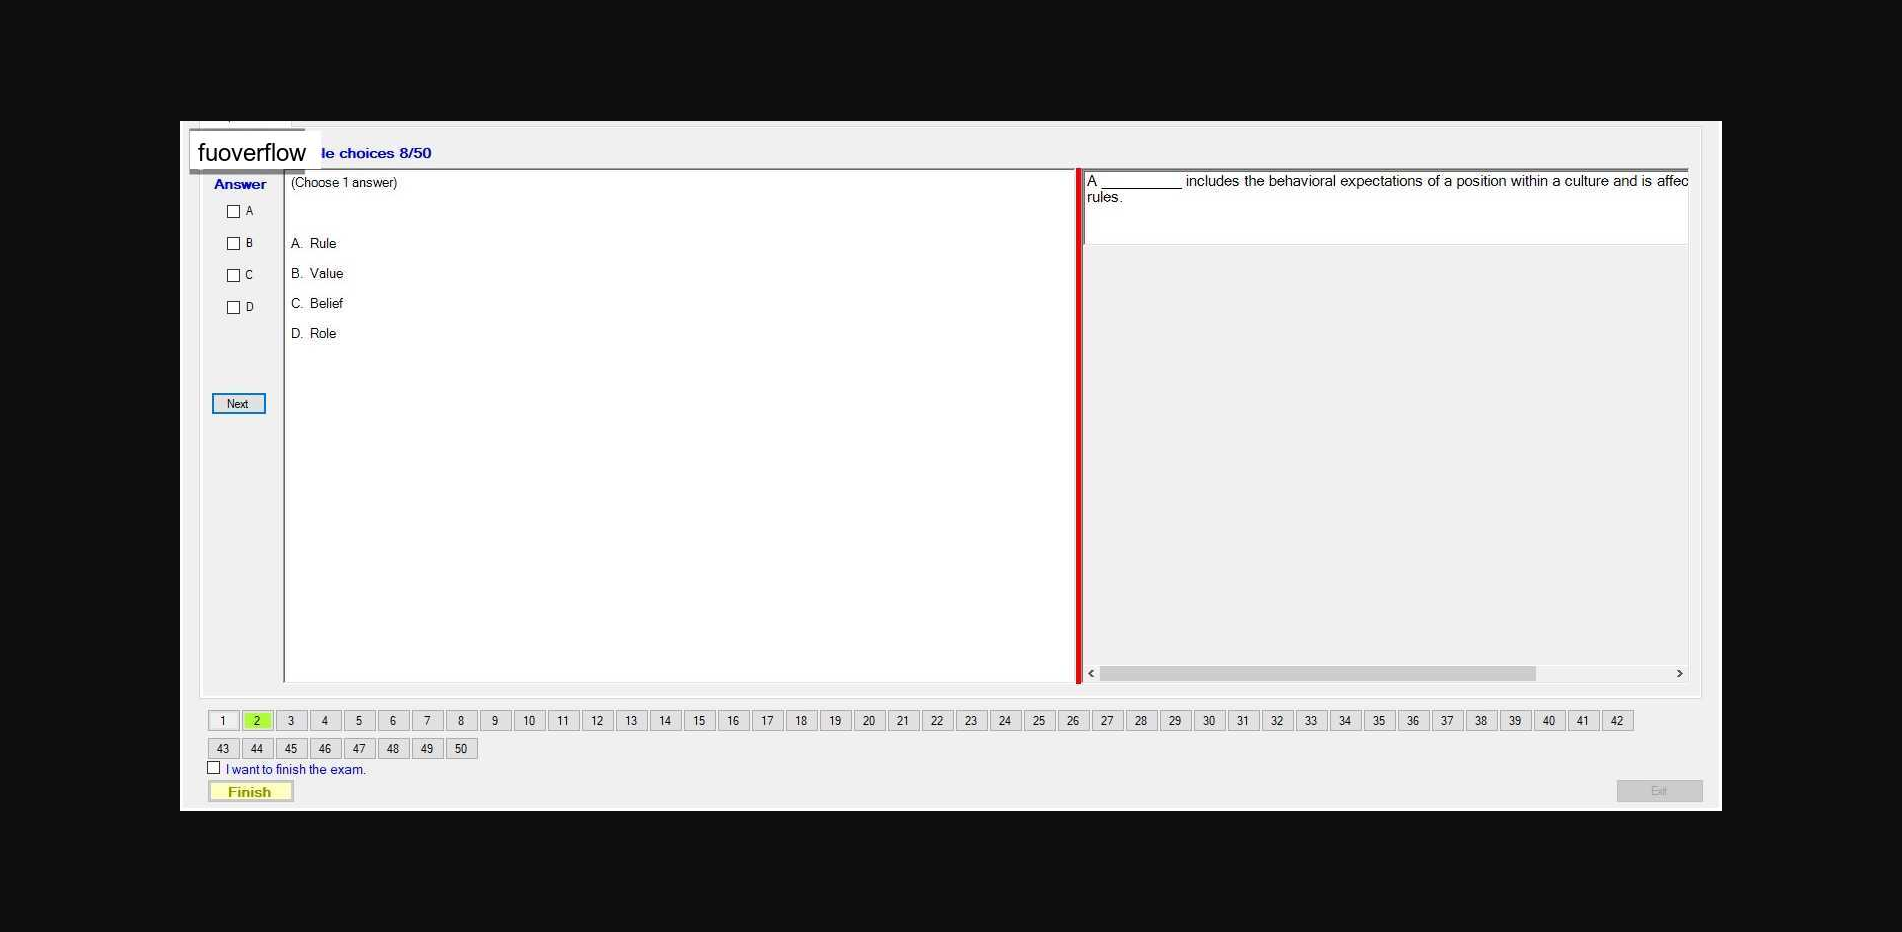 fuoverflow
le choices 8/50
Answer
(Choose 1 answer)
A
B
C
D
A. Rule
B. Value
C. Belief
D. Role
Next
A __________ includes the behavioral expectations of a position within a culture and is affec
rules.
1 2 3 4 5 6 7 8 9 10 11 12 13 14 15 16 17 18 19 20 21 22 23 24 25 26 27 28 29 30 31 32 33 34 35 36 37 38 39 40 41 42
43 44 45 46 47 48 49 50
I want to finish the exam.
Finish
Exit